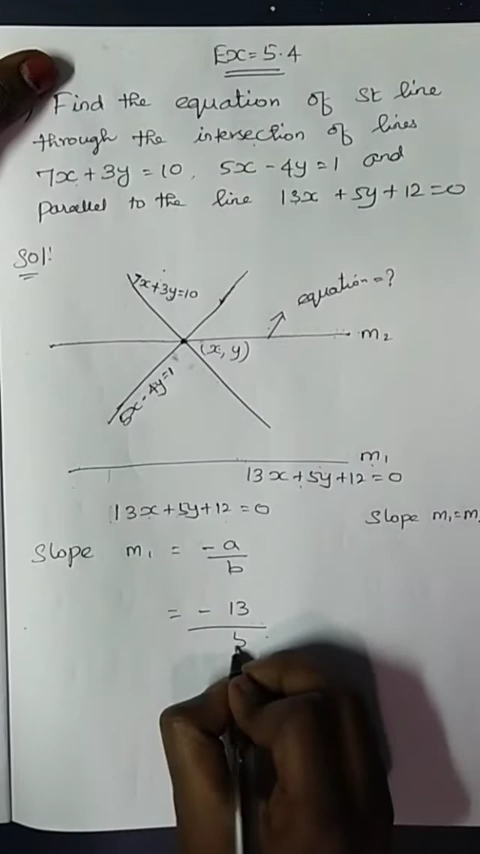 Ex = 5.4
Find the equation of St line
through the intersection of lines
7x + 3y = 10, 5x - 4y = 1 and
parallel to the line 13x + 5y + 12 = 0
Sol!
7x + 3y = 10
equation = ?
m₂
(x, y)
5x - 4y = 1
m₁
13x + 5y + 12 = 0
13x + 5y + 12 = 0
Slope m₁ = m
Slope m₁ = -a/b
= -13/5